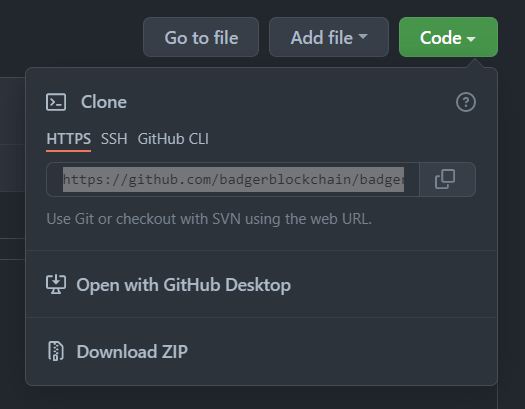 Go to file Add file Code
Clone
HTTPS SSH GitHub CLI
https://github.com/badgerblockchain/badger
Use Git or checkout with SVN using the web URL.
Open with GitHub Desktop
Download ZIP